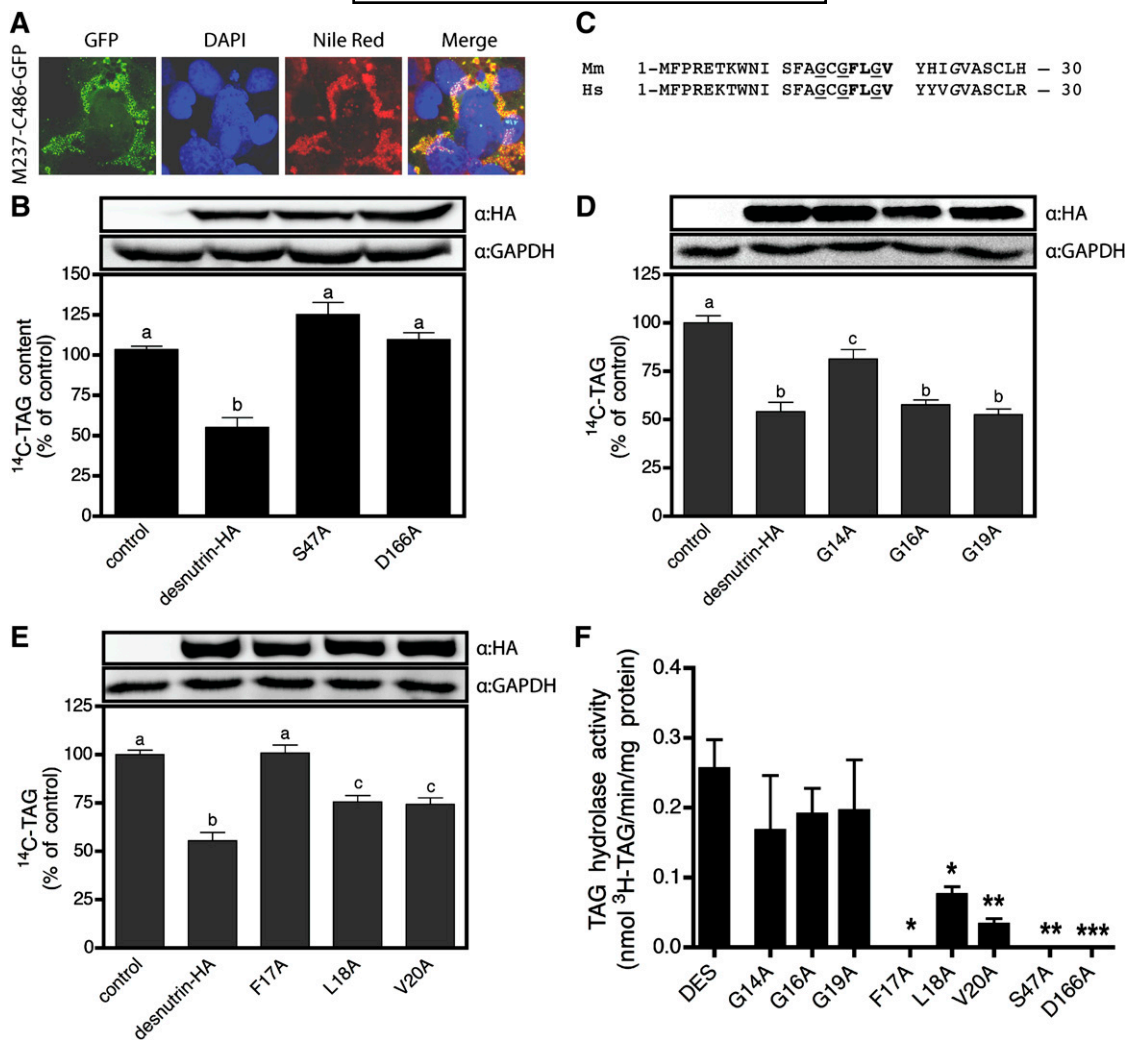 A
GFP DAPI Nile Red Merge
M237-C486-GFP
C
Mm 1-MFPRETKWNI SFAGCGFLGV YHIGVASCLH — 30
Hs 1-MFPREKTWNI SFAGCGFLGV YYVGVASCLR — 30
B
α:HA
α:GAPDH
150
125
100
75
50
25
0
¹⁴C-TAG content
(% of control)
a
b
a
a
control
desnutrin-HA
S47A
D166A
D
α:HA
α:GAPDH
125
100
75
50
25
0
¹⁴C-TAG
(% of control)
a
b
c
b
b
control
desnutrin-HA
G14A
G16A
G19A
E
α:HA
α:GAPDH
125
100
75
50
25
0
¹⁴C-TAG
(% of control)
a
b
a
c
c
control
desnutrin-HA
F17A
L18A
V20A
F
0.4
0.3
0.2
0.1
0.0
TAG hydrolase activity
(nmol ³H-TAG/min/mg protein)
*
*
**
**
***
DES
G14A
G16A
G19A
F17A
L18A
V20A
S47A
D166A